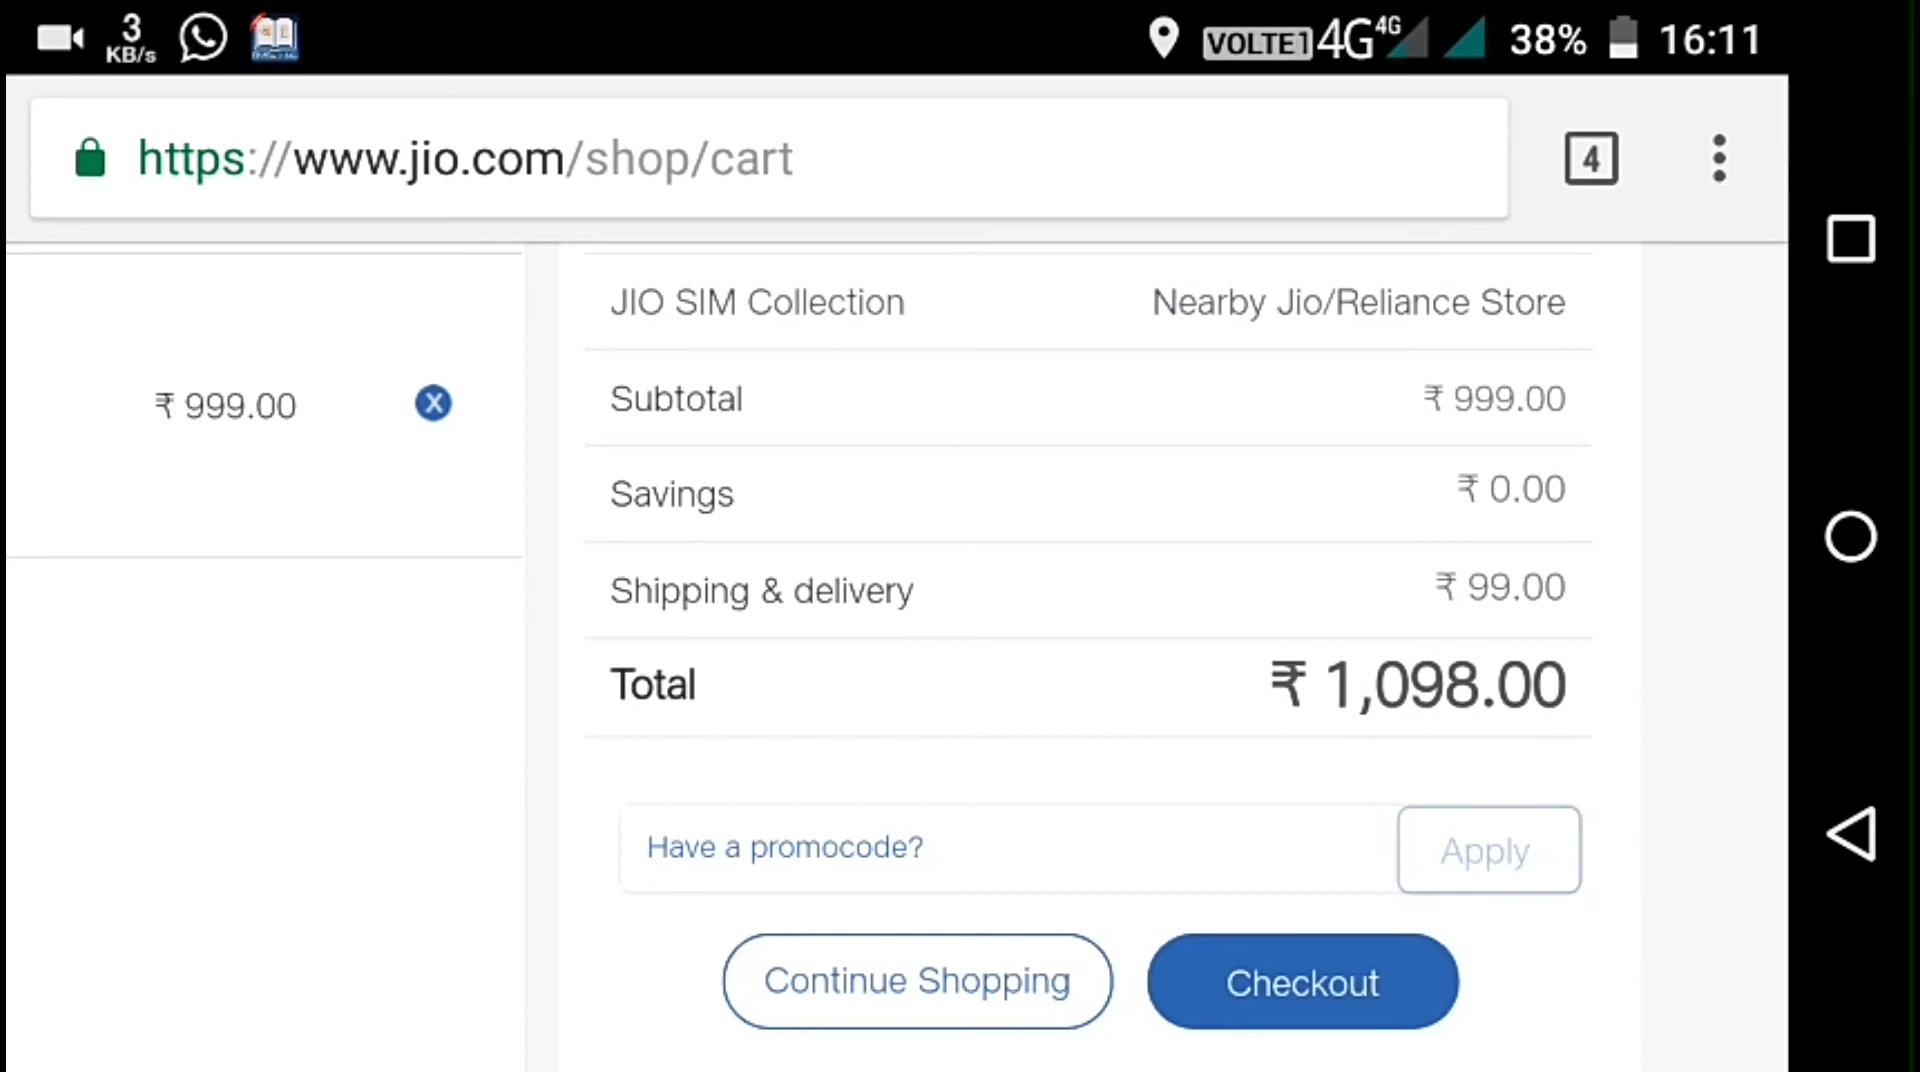 3
KB/s
VOLTE1 4G 4G 38% 16:11
https://www.jio.com/shop/cart
4
JIO SIM Collection Nearby Jio/Reliance Store
₹ 999.00 X
Subtotal ₹ 999.00
Savings ₹ 0.00
Shipping & delivery ₹ 99.00
Total ₹ 1,098.00
Have a promocode? Apply
Continue Shopping Checkout